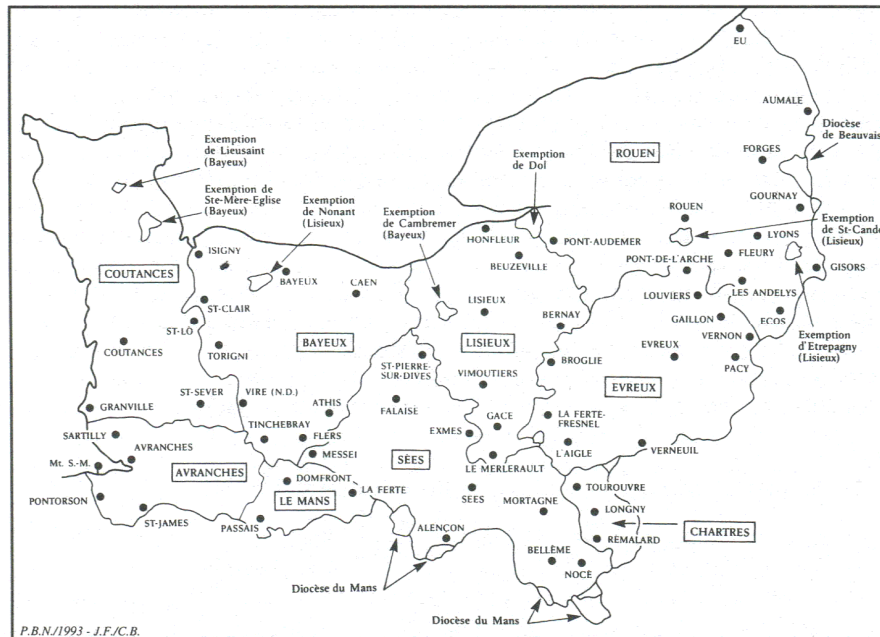 EU
AUMALE
Diocèse
de Beauvais
Exemption
de Lieusaint
(Bayeux)
Exemption
de Dol
ROUEN
FORGES
Exemption de
Ste-Mère-Eglise
(Bayeux)
Exemption
de Nonant
(Lisieux)
Exemption
de Cambremer
(Bayeux)
GOURNAY
ROUEN
Exemption
de St-Cande
(Lisieux)
HONFLEUR
PONT-AUDEMER
LYONS
FLEURY
ISIGNY
BEUZEVILLE
PONT-DE-L'ARCHE
GISORS
COUTANCES
BAYEUX
CAEN
LOUVIERS
LES ANDELYS
ST-CLAIR
LISIEUX
GAILLON
ECOS
ST-LÔ
BERNAY
VERNON
Exemption
d'Etrepagny
(Lisieux)
COUTANCES
TORIGNI
BAYEUX
LISIEUX
EVREUX
ST-PIERRE-
SUR-DIVES
BROGLIE
PACY
VIMOUTIERS
EVREUX
ST-SEVER
VIRE (N.D.)
ATHIS
FALAISE
GRANVILLE
GACE
LA FERTE-
FRESNEL
SARTILLY
TINCHEBRAY
FLERS
EXMES
AVRANCHES
MESSEI
SÈES
L'AIGLE
VERNEUIL
Mt. S.-M.
AVRANCHES
LE MERLERAULT
DOMFRONT
LE MANS
LA FERTE
SEES
TOUROUVRE
PONTORSON
MORTAGNE
LONGNY
ST-JAMES
PASSAIS
CHARTRES
ALENÇON
REMALARD
BELLÈME
NOCÉ
Diocèse du Mans
Diocèse du Mans
P.B.N./1993 - J.F./C.B.